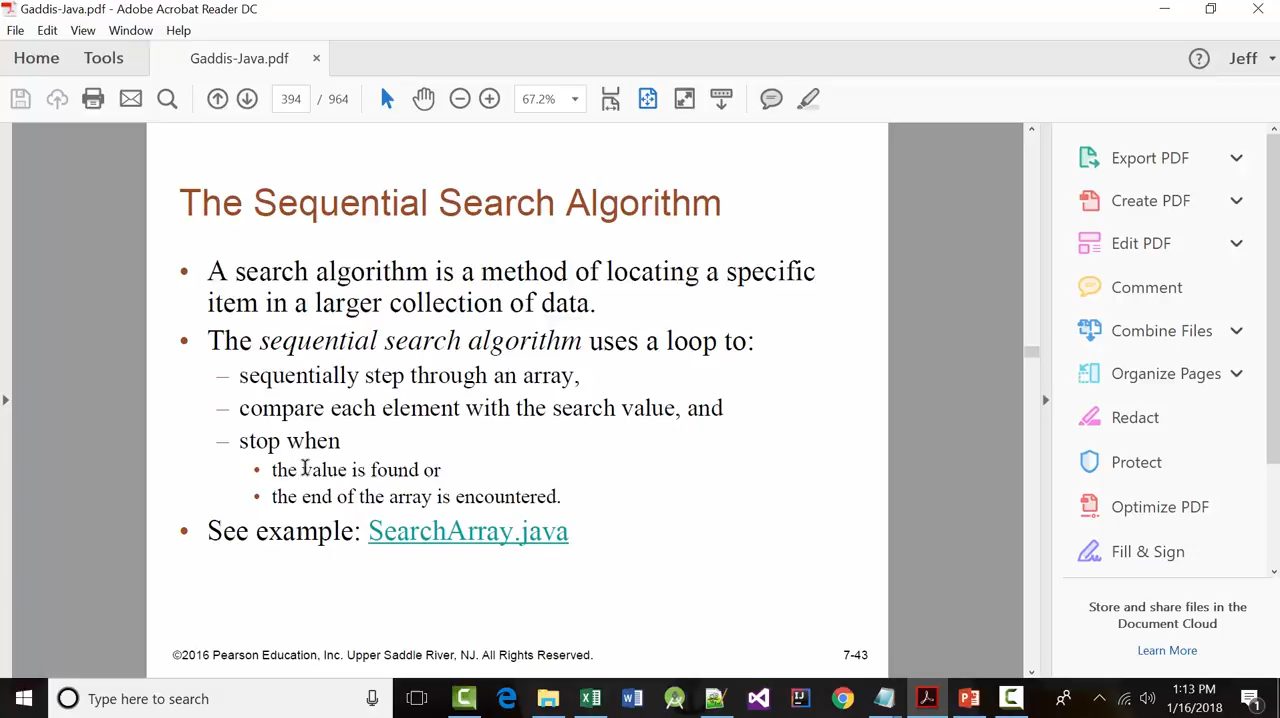 Gaddis-Java.pdf - Adobe Acrobat Reader DC
File Edit View Window Help
Home Tools Gaddis-Java.pdf × ? Jeff
394 / 964 67.2%
The Sequential Search Algorithm
• A search algorithm is a method of locating a specific
item in a larger collection of data.
• The sequential search algorithm uses a loop to:
– sequentially step through an array,
– compare each element with the search value, and
– stop when
• the value is found or
• the end of the array is encountered.
• See example: SearchArray.java
©2016 Pearson Education, Inc. Upper Saddle River, NJ. All Rights Reserved. 7-43
Export PDF
Create PDF
Edit PDF
Comment
Combine Files
Organize Pages
Redact
Protect
Optimize PDF
Fill & Sign
Store and share files in the
Document Cloud
Learn More
Type here to search
1:13 PM
1/16/2018
1